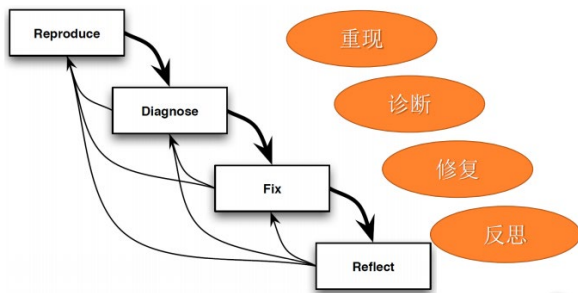 Reproduce
重现
Diagnose
诊断
Fix
修复
Reflect
反思